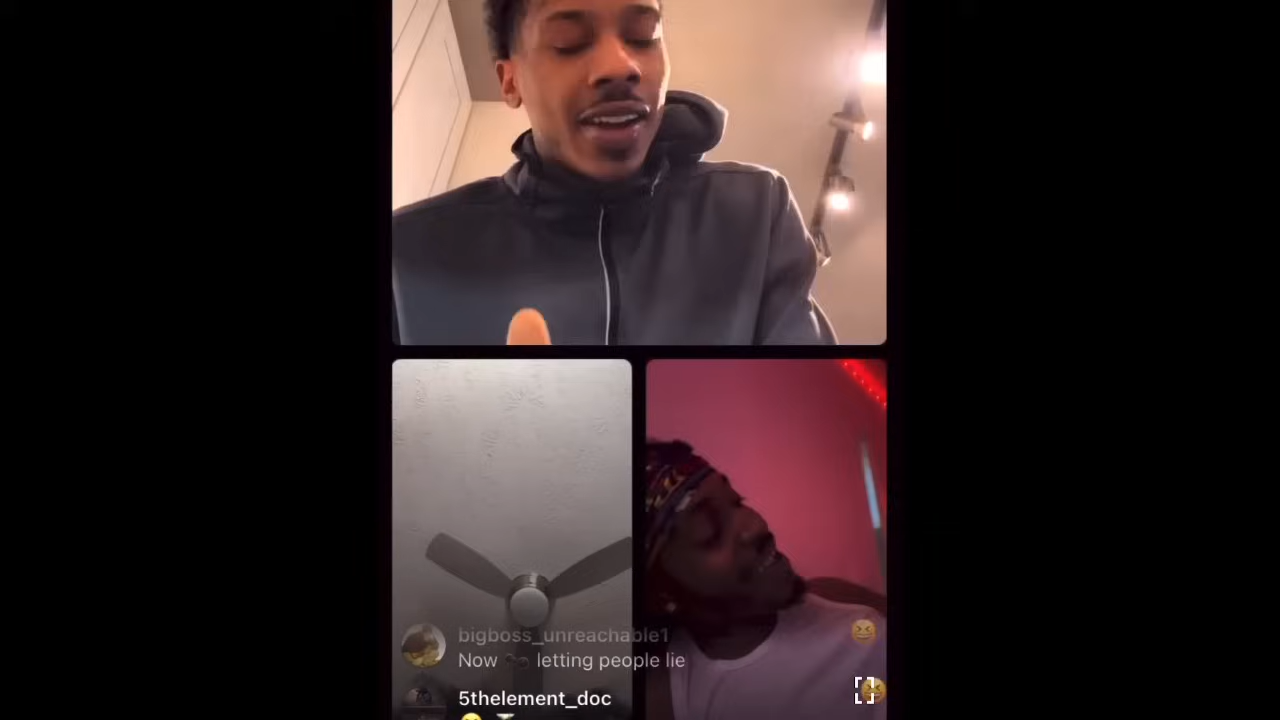 bigboss_unreachable1
Now 🐜 letting people lie
5thelement_doc